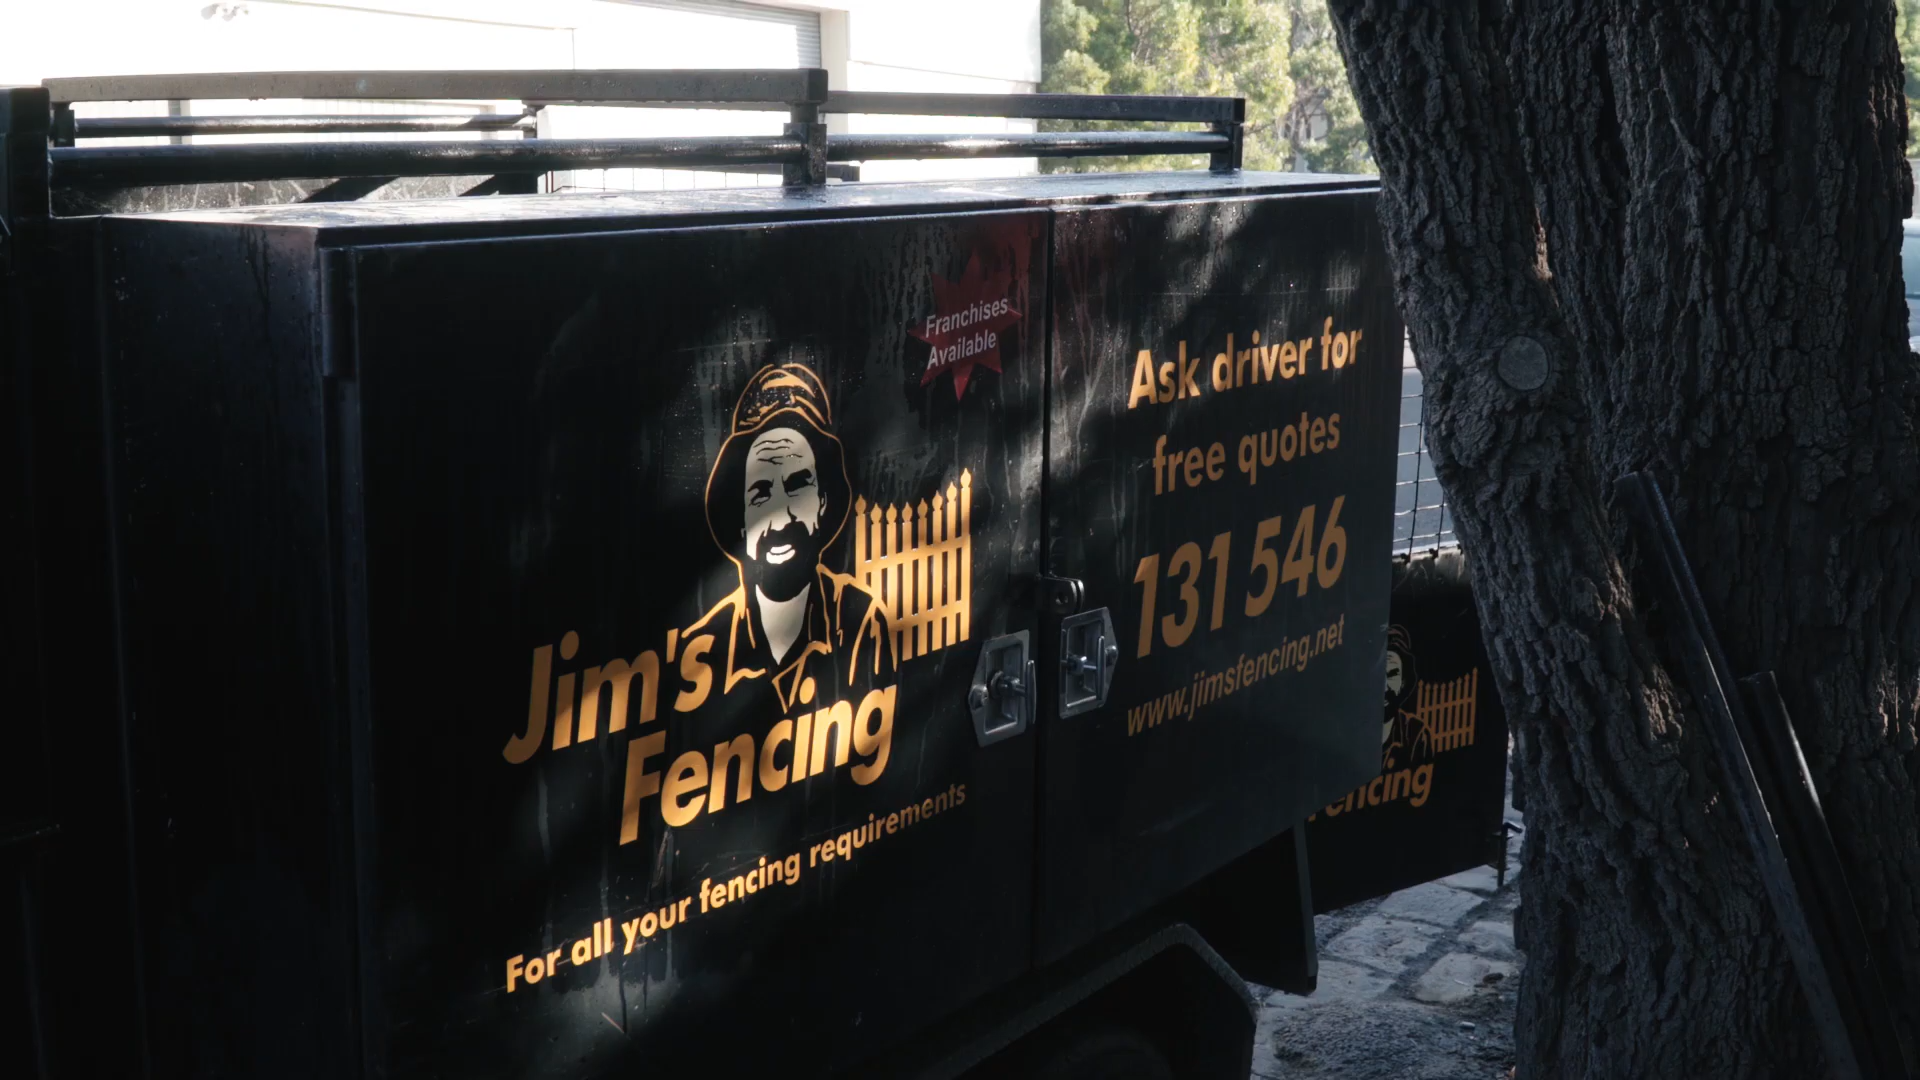 Franchises
Available
Jim's
Fencing
For all your fencing requirements
Ask driver for
free quotes
131 546
www.jimsfencing.net
Fencing